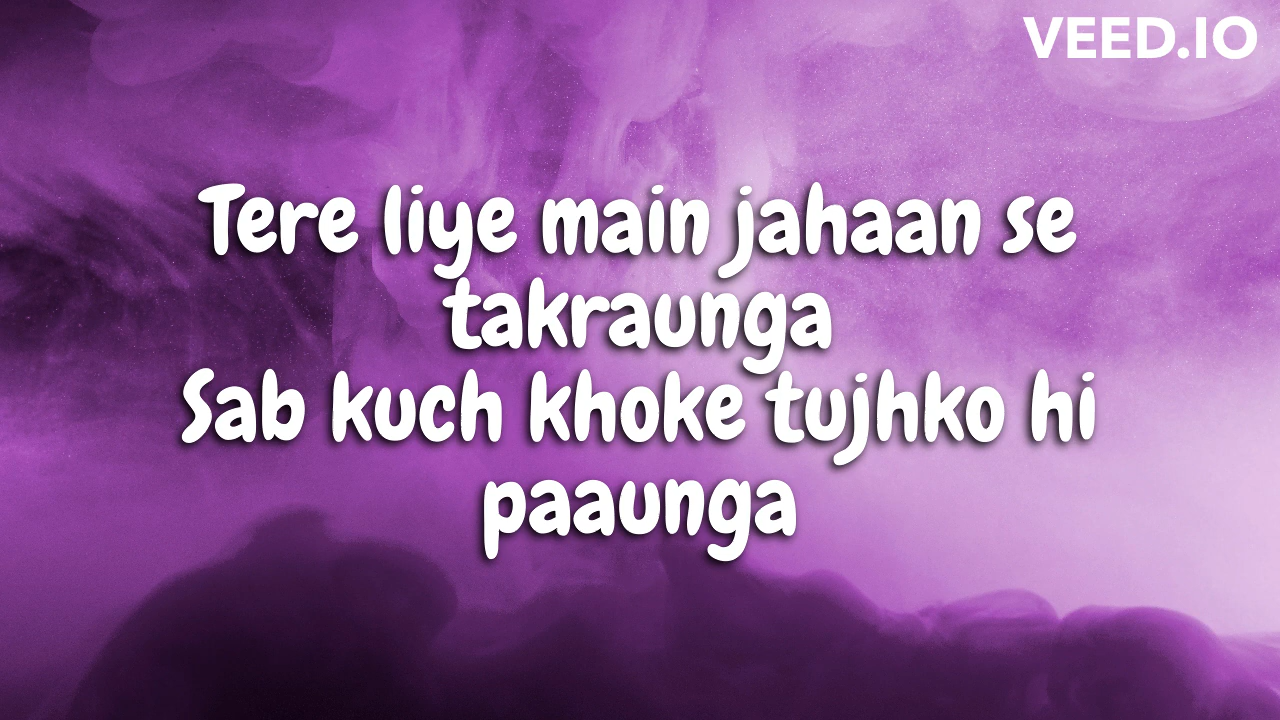 VEED.IO
Tere liye main jahaan se
takraunga
Sab kuch khoke tujhko hi
paaunga